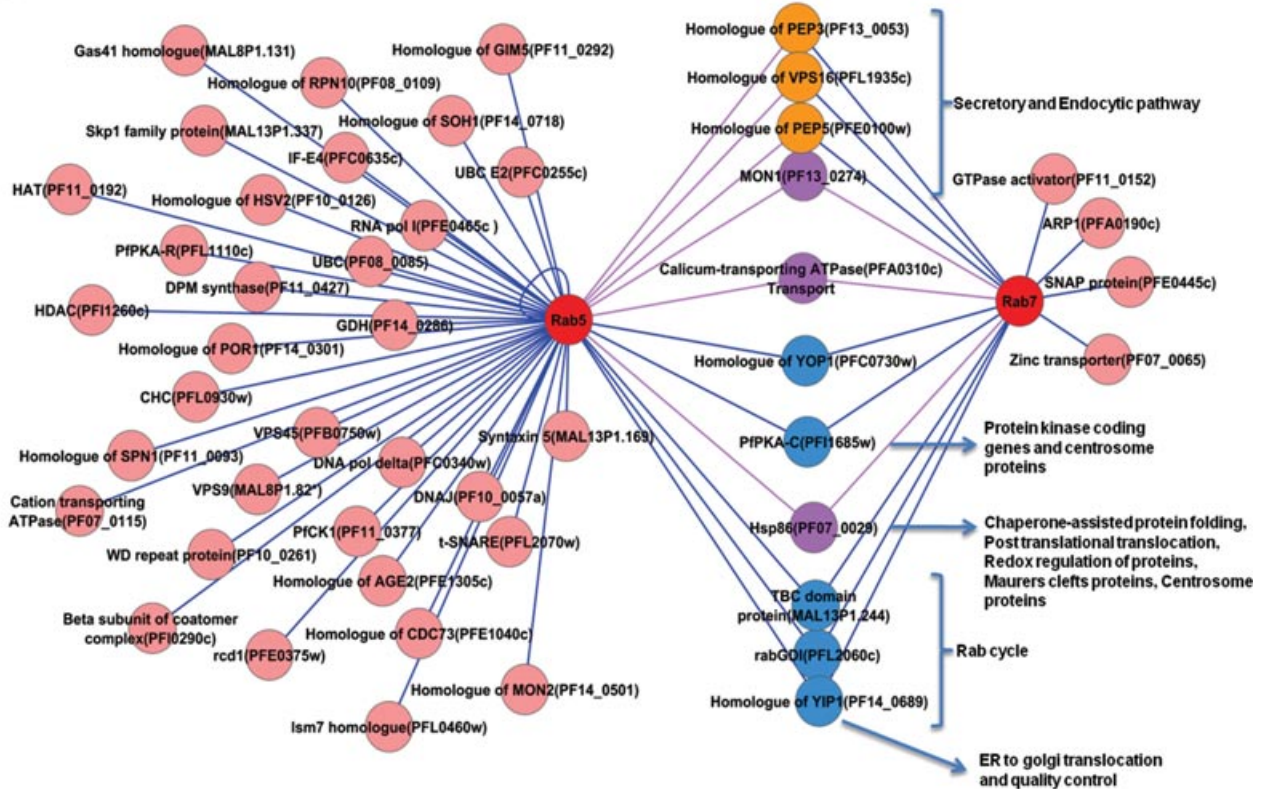 Gas41 homologue(MAL8P1.131)
Homologue of GIM5(PF11_0292)
Homologue of RPN10(PF08_0109)
Homologue of SOH1(PF14_0718)
Skp1 family protein(MAL13P1.337)
IF-E4(PFC0635c)
UBC E2(PFC0255c)
HAT(PF11_0192)
Homologue of HSV2(PF10_0126)
RNA pol I(PFE0465c )
PfPKA-R(PFL1110c)
UBC(PF08_0085)
DPM synthase(PF11_0427)
HDAC(PFI1260c)
GDH(PF14_0286)
Rab5
Homologue of POR1(PF14_0301)
CHC(PFL0930w)
VPS45(PFB0750w)
Syntaxin 5(MAL13P1.169)
Homologue of SPN1(PF11_0093)
DNA pol delta(PFC0340w)
VPS9(MAL8P1.82*)
DNAJ(PF10_0057a)
Cation transporting
ATPase(PF07_0115)
PfCK1(PF11_0377)
t-SNARE(PFL2070w)
WD repeat protein(PF10_0261)
Homologue of AGE2(PFE1305c)
Beta subunit of coatomer
complex(PFI0290c)
Homologue of CDC73(PFE1040c)
rcd1(PFE0375w)
Homologue of MON2(PF14_0501)
lsm7 homologue(PFL0460w)
Homologue of PEP3(PF13_0053)
Homologue of VPS16(PFL1935c)
Homologue of PEP5(PFE0100w)
MON1(PF13_0274)
Secretory and Endocytic pathway
Calicum-transporting ATPase(PFA0310c)
Transport
Homologue of YOP1(PFC0730w)
PfPKA-C(PFI1685w)
Protein kinase coding
genes and centrosome
proteins
Hsp86(PF07_0029)
Chaperone-assisted protein folding,
Post translational translocation,
Redox regulation of proteins,
Maurers clefts proteins, Centrosome
proteins
TBC domain
protein(MAL13P1.244)
rabGDI(PFL2060c)
Homologue of YIP1(PF14_0689)
Rab cycle
ER to golgi translocation
and quality control
GTPase activator(PF11_0152)
ARP1(PFA0190c)
SNAP protein(PFE0445c)
Rab7
Zinc transporter(PF07_0065)